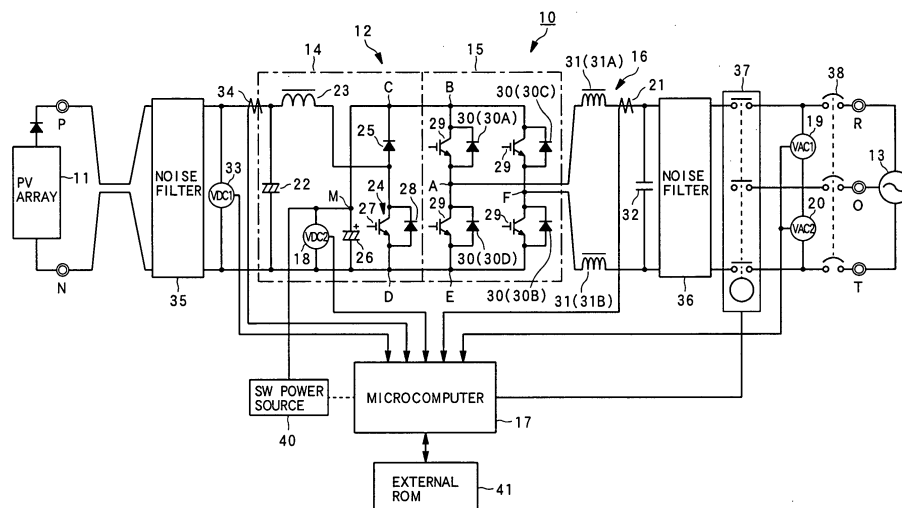 10
12
14
15
16
31(31A)
37
34
23
C
B
30(30C)
30(30A)
21
36
38
P
R
33
25
29
29
19
13
VAC1
PV ARRAY
11
NOISE FILTER
VDC1
22
M
24
28
A
F
32
NOISE FILTER
O
20
VAC2
27
29
29
18
VDC2
+
26
N
D
E
30(30D)
31(31B)
T
35
30(30B)
36
SW POWER SOURCE
40
MICROCOMPUTER
17
EXTERNAL ROM
41